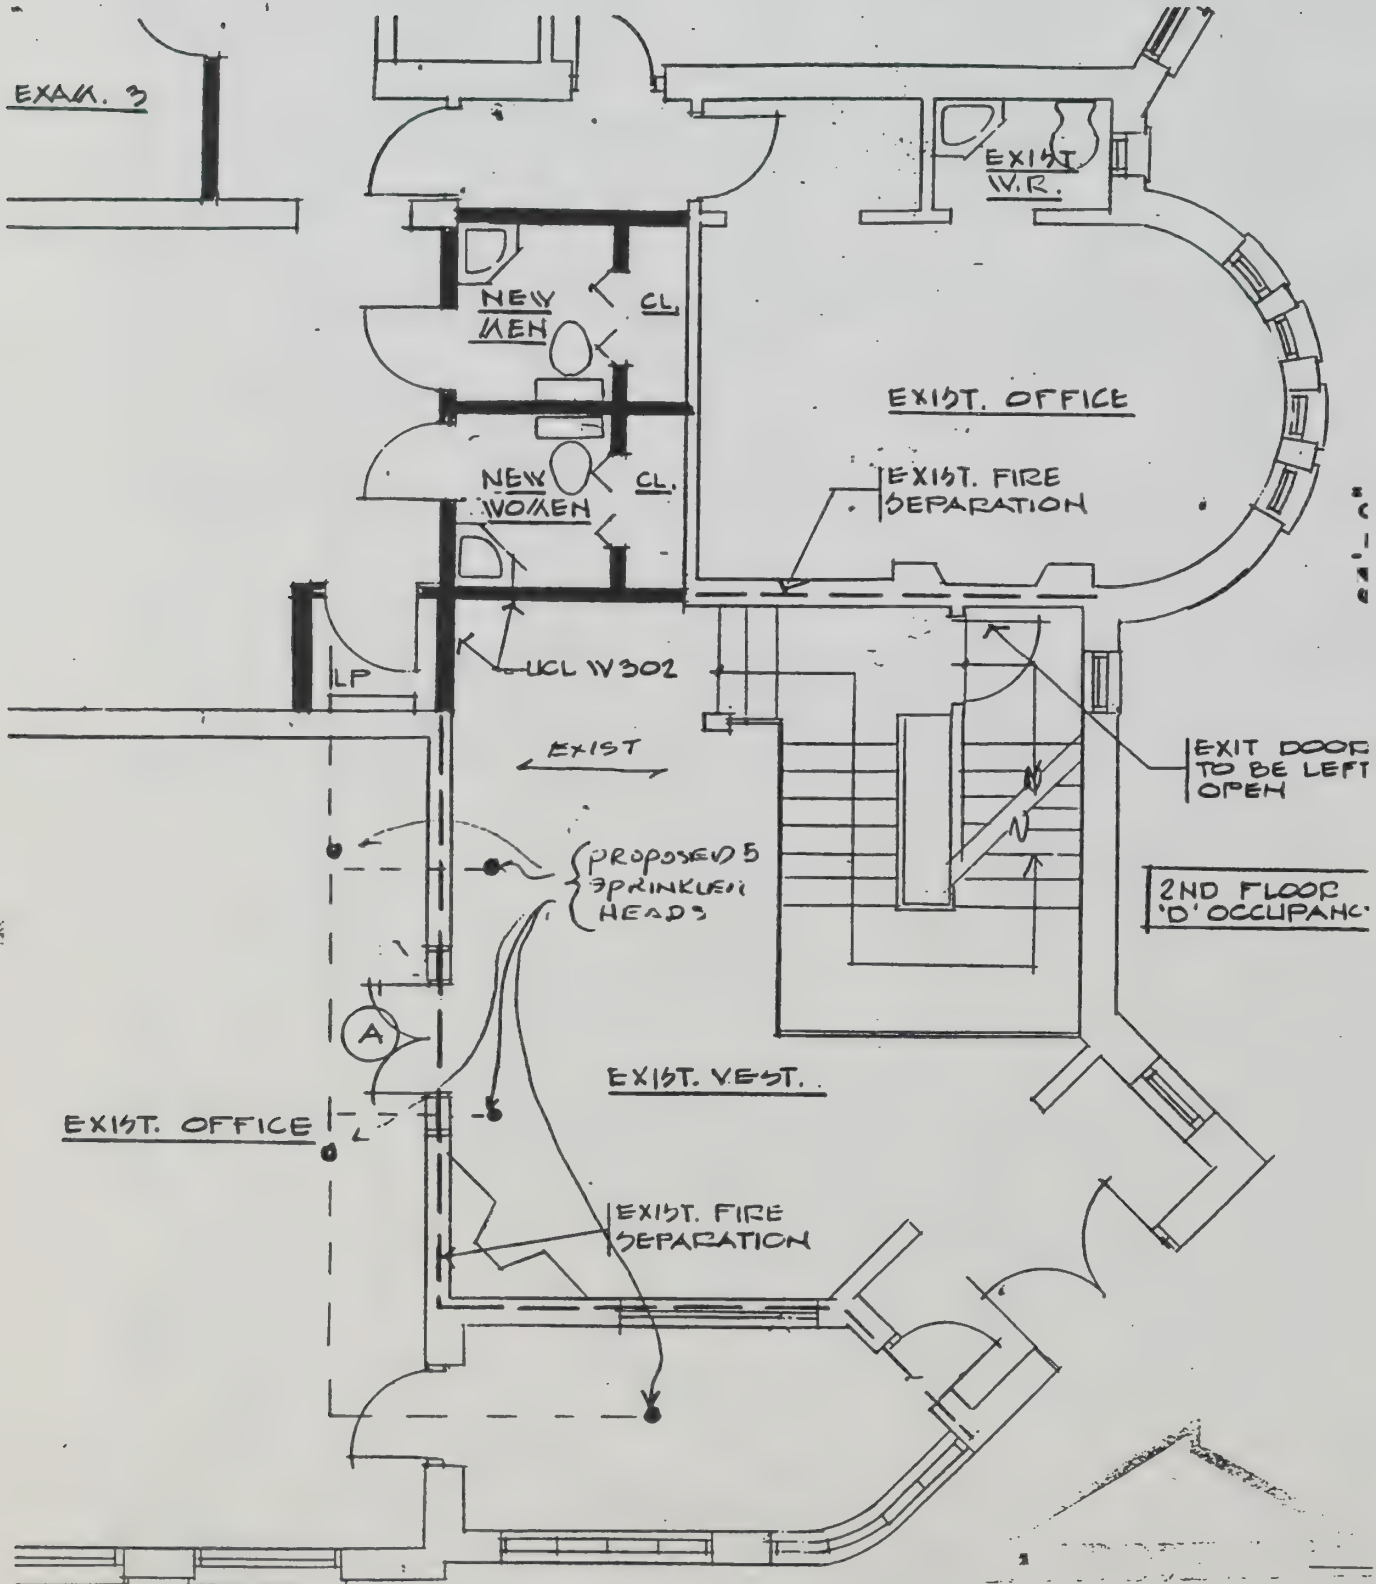 EXAM. 3
EXIST.
W.R.
NEW
MEN
CL.
EXIST. OFFICE
NEW
WOMEN
CL.
EXIST. FIRE
SEPARATION
LP
ULC W302
EXIST
EXIT DOOR
TO BE LEFT
OPEN
PROPOSED 5
SPRINKLER
HEADS
2ND FLOOR
'D' OCCUPANC
A
EXIST. VEST.
EXIST. OFFICE
EXIST. FIRE
SEPARATION